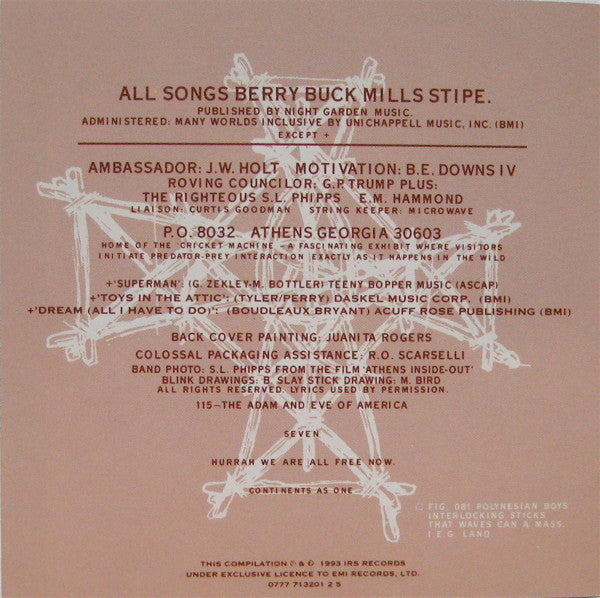 ALL SONGS BERRY BUCK MILLS STIPE.
PUBLISHED BY NIGHT GARDEN MUSIC.
ADMINISTERED: MANY WORLDS INCLUSIVE BY UNICHAPPELL MUSIC, INC. (BMI)
EXCEPT +
AMBASSADOR: J.W. HOLT MOTIVATION: B.E. DOWNS IV
ROVING COUNCILOR: G.P. TRUMP PLUS:
THE RIGHTEOUS S.L. PHIPPS E.M. HAMMOND
LIAISON: CURTIS GOODMAN STRING KEEPER: MICROWAVE
P.O. 8032 ATHENS GEORGIA 30603
HOME OF THE 'CRICKET MACHINE' – A FASCINATING EXHIBIT WHERE VISITORS
INITIATE PREDATOR-PREY INTERACTION EXACTLY AS IT HAPPENS IN THE WILD
+'SUPERMAN': (G. ZEKLEY-M. BOTTLER) TEENY BOPPER MUSIC (ASCAP)
+'TOYS IN THE ATTIC': (TYLER/PERRY) DASKEL MUSIC CORP. (BMI)
+'DREAM (ALL I HAVE TO DO)': (BOUDLEAUX BRYANT) ACUFF ROSE PUBLISHING (BMI)
BACK COVER PAINTING: JUANITA ROGERS
COLOSSAL PACKAGING ASSISTANCE: R.O. SCARSELLI
BAND PHOTO: S.L. PHIPPS FROM THE FILM 'ATHENS INSIDE-OUT'
BLINK DRAWINGS: B. SLAY STICK DRAWING: M. BIRD
ALL RIGHTS RESERVED. LYRICS USED BY PERMISSION.
115–THE ADAM AND EVE OF AMERICA
SEVEN
HURRAH WE ARE ALL FREE NOW.
CONTINENTS AS ONE
FIG. 081 POLYNESIAN BOYS
INTERLOCKING STICKS
THAT WAVES CAN A MASS.
I.E.G. LAND
THIS COMPILATION ℗ & © 1993 IRS RECORDS
UNDER EXCLUSIVE LICENCE TO EMI RECORDS, LTD.
0777 713201 2 5